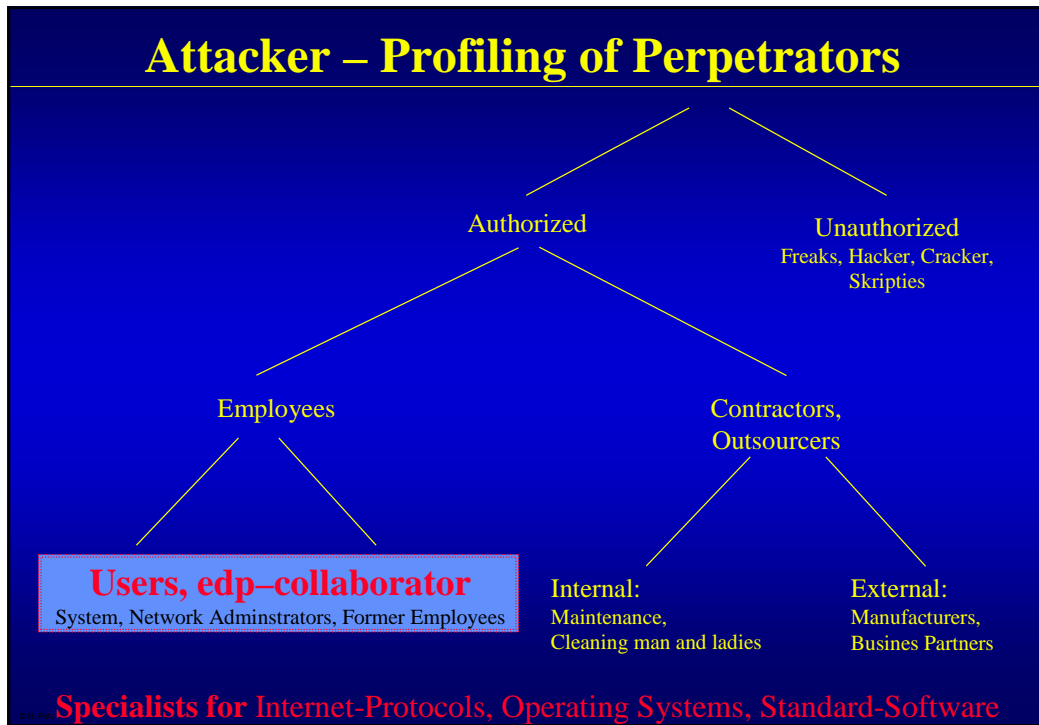 Attacker – Profiling of Perpetrators
Authorized
Unauthorized
Freaks, Hacker, Cracker,
Skripties
Employees
Contractors,
Outsourcers
Users, edp–collaborator
System, Network Adminstrators, Former Employees
Internal:
Maintenance,
Cleaning man and ladies
External:
Manufacturers,
Busines Partners
Specialists for Internet-Protocols, Operating Systems, Standard-Software